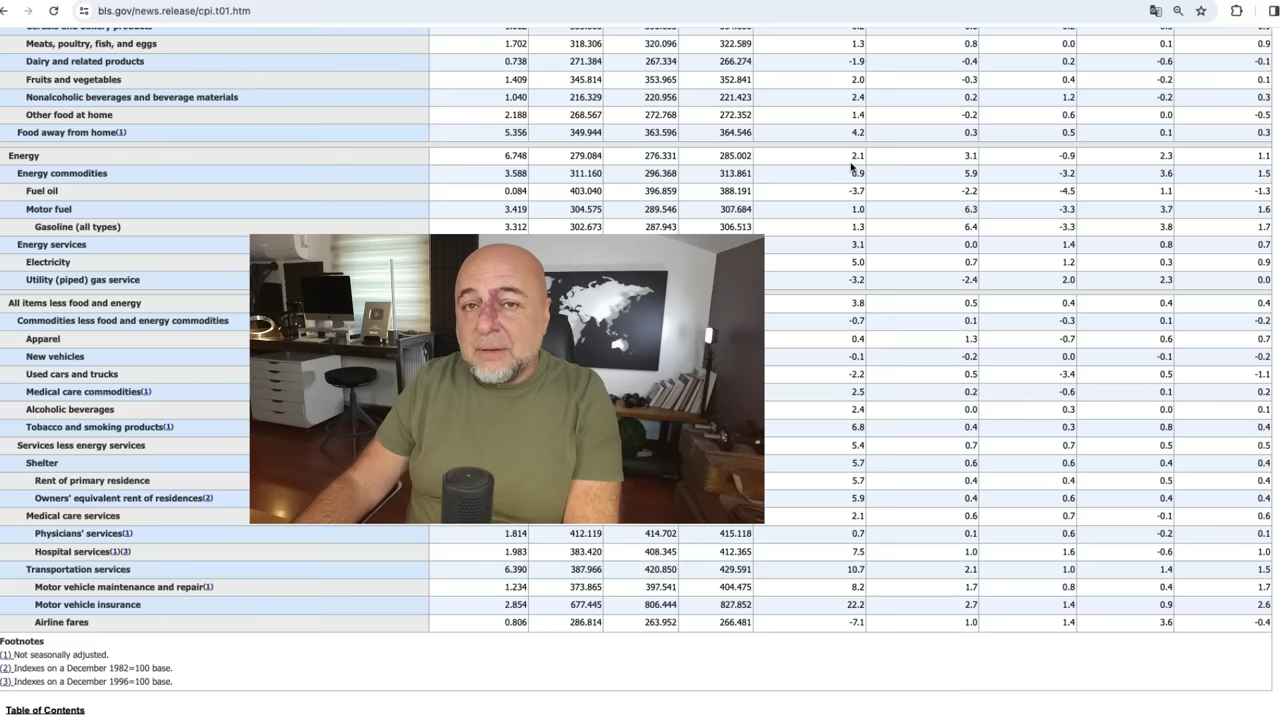 bls.gov/news.release/cpi.t01.htm
Meats, poultry, fish, and eggs 1.702 318.306 320.096 322.589 1.3 0.8 0.0 0.1 0.9
Dairy and related products 0.738 271.384 267.334 266.274 -1.9 -0.4 0.2 -0.6 -0.1
Fruits and vegetables 1.409 345.814 353.965 352.841 2.0 -0.3 0.4 -0.2 0.1
Nonalcoholic beverages and beverage materials 1.040 216.329 220.956 221.423 2.4 0.2 1.2 -0.2 0.3
Other food at home 2.188 268.567 272.768 272.352 1.4 -0.2 0.6 0.0 -0.5
Food away from home(1) 5.356 349.944 363.596 364.546 4.2 0.3 0.5 0.1 0.3
Energy 6.748 279.084 276.331 285.002 2.1 3.1 -0.9 2.3 1.1
Energy commodities 3.588 311.160 296.368 313.861 0.9 5.9 -3.2 3.6 1.5
Fuel oil 0.084 403.040 396.859 388.191 -3.7 -2.2 -4.5 1.1 -1.3
Motor fuel 3.419 304.575 289.546 307.684 1.0 6.3 -3.3 3.7 1.6
Gasoline (all types) 3.312 302.673 287.943 306.513 1.3 6.4 -3.3 3.8 1.7
Energy services 3.1 0.0 1.4 0.8 0.7
Electricity 5.0 0.7 1.2 0.3 0.9
Utility (piped) gas service -3.2 -2.4 2.0 2.3 0.0
All items less food and energy 3.8 0.5 0.4 0.4 0.4
Commodities less food and energy commodities -0.7 0.1 -0.3 0.1 -0.2
Apparel 0.4 1.3 -0.7 0.6 0.7
New vehicles -0.1 -0.2 0.0 -0.1 -0.2
Used cars and trucks -2.2 0.5 -3.4 0.5 -1.1
Medical care commodities(1) 2.5 0.2 -0.6 0.1 0.2
Alcoholic beverages 2.4 0.0 0.3 0.0 0.1
Tobacco and smoking products(1) 6.8 0.4 0.3 0.8 0.4
Services less energy services 5.4 0.7 0.7 0.5 0.5
Shelter 5.7 0.6 0.6 0.4 0.4
Rent of primary residence 5.7 0.4 0.4 0.5 0.4
Owners' equivalent rent of residences(2) 5.9 0.4 0.6 0.4 0.4
Medical care services 2.1 0.6 0.7 -0.1 0.6
Physicians' services(1) 1.814 412.119 414.702 415.118 0.7 0.1 0.6 -0.2 0.1
Hospital services(1)(3) 1.983 383.420 408.345 412.365 7.5 1.0 1.6 -0.6 1.0
Transportation services 6.390 387.966 420.850 429.591 10.7 2.1 1.0 1.4 1.5
Motor vehicle maintenance and repair(1) 1.234 373.865 397.541 404.475 8.2 1.7 0.8 0.4 1.7
Motor vehicle insurance 2.854 677.445 806.444 827.852 22.2 2.7 1.4 0.9 2.6
Airline fares 0.806 286.814 263.952 266.481 -7.1 1.0 1.4 3.6 -0.4
Footnotes
(1) Not seasonally adjusted.
(2) Indexes on a December 1982=100 base.
(3) Indexes on a December 1996=100 base.
Table of Contents